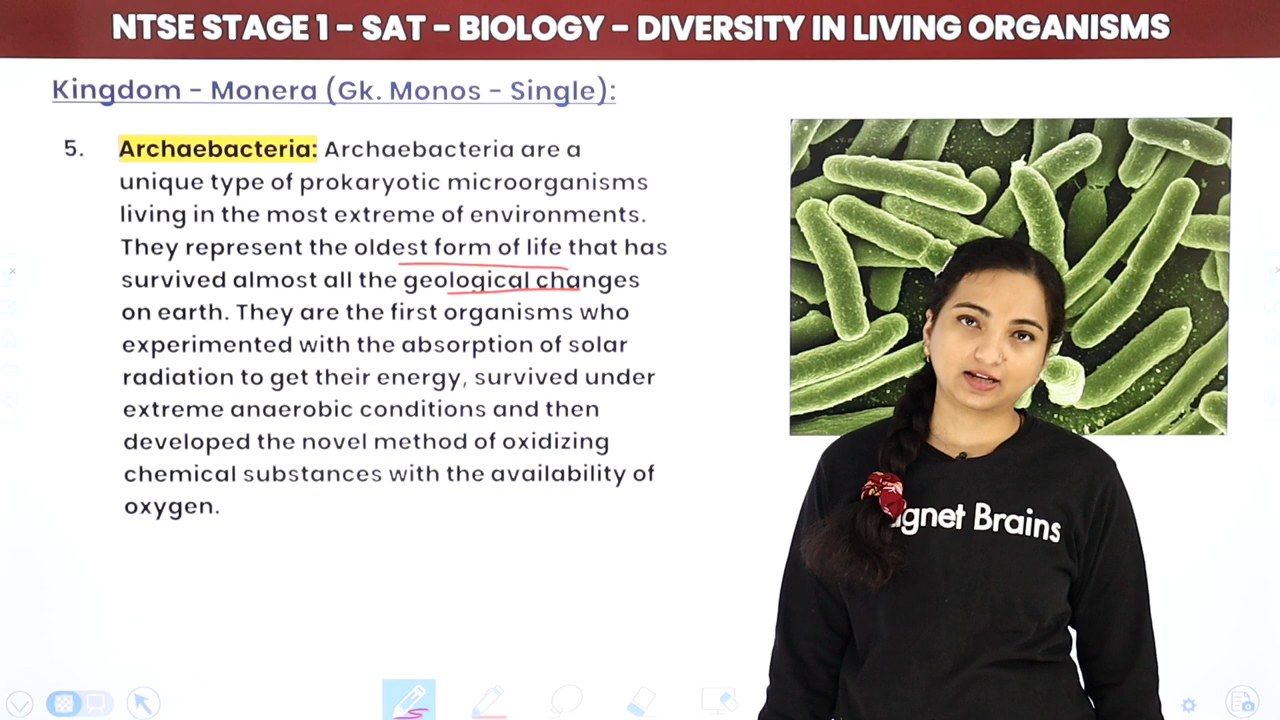 NTSE STAGE 1 – SAT – BIOLOGY – DIVERSITY IN LIVING ORGANISMS
Kingdom – Monera (Gk. Monos – Single):
5. Archaebacteria: Archaebacteria are a
unique type of prokaryotic microorganisms
living in the most extreme of environments.
They represent the oldest form of life that has
survived almost all the geological changes
on earth. They are the first organisms who
experimented with the absorption of solar
radiation to get their energy, survived under
extreme anaerobic conditions and then
developed the novel method of oxidizing
chemical substances with the availability of
oxygen.
agnet Brains